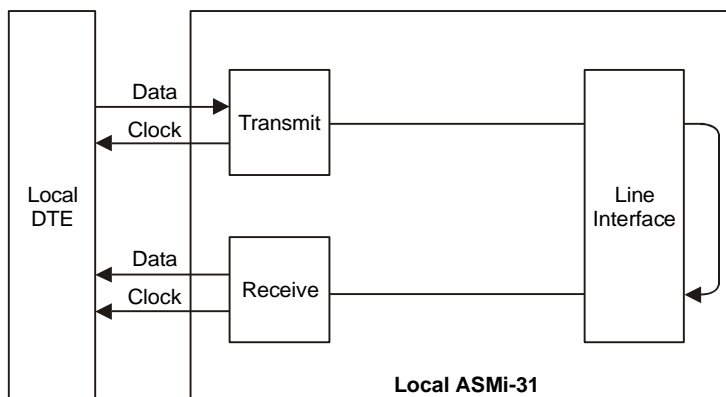 Data
Transmit
Clock
Local
DTE
Line
Interface
Data
Clock
Receive
Local ASMi-31